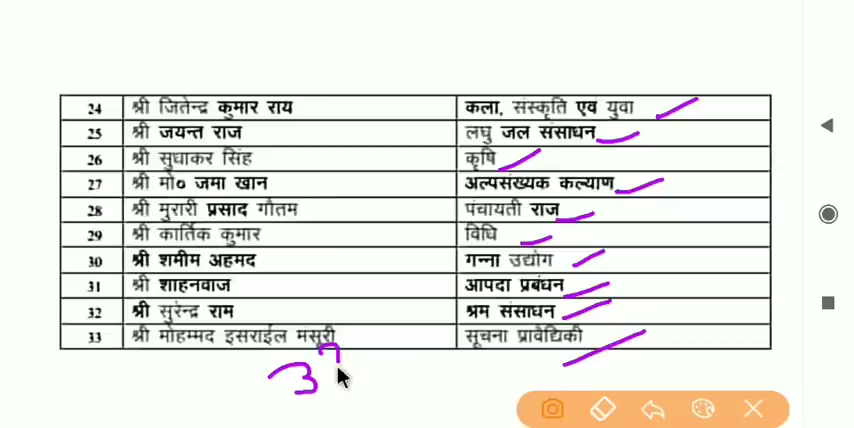 24 श्री जितेन्द्र कुमार राय कला, संस्कृति एवं युवा
25 श्री जयन्त राज लघु जल संसाधन
26 श्री सुधाकर सिंह कृषि
27 श्री मो० जमा खान अल्पसंख्यक कल्याण
28 श्री मुरारी प्रसाद गौतम पंचायती राज
29 श्री कार्तिक कुमार विधि
30 श्री शमीम अहमद गन्ना उद्योग
31 श्री शाहनवाज आपदा प्रबंधन
32 श्री सुरेन्द्र राम श्रम संसाधन
33 श्री मोहम्मद इसराईल मसूरी सूचना प्रावैद्यिकी